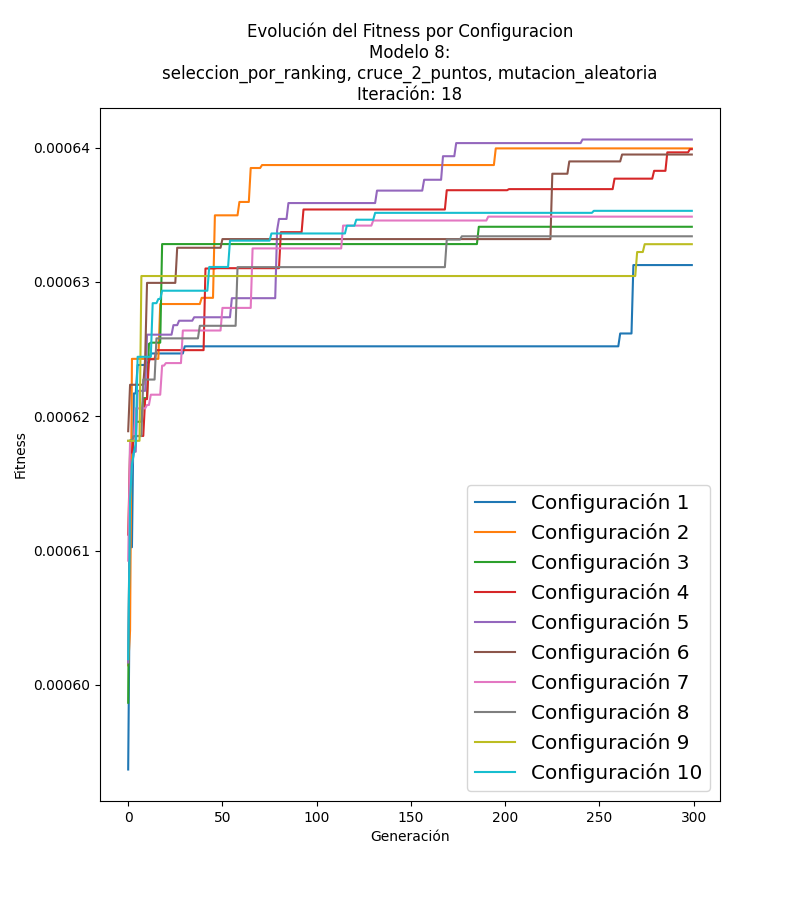 Evolución del Fitness por Configuracion
Modelo 8:
seleccion_por_ranking, cruce_2_puntos, mutacion_aleatoria
Iteración: 18
0.00064
0.00063
0.00062
0.00061
0.00060
Fitness
0
50
100
150
200
250
300
Generación
Configuración 1
Configuración 2
Configuración 3
Configuración 4
Configuración 5
Configuración 6
Configuración 7
Configuración 8
Configuración 9
Configuración 10